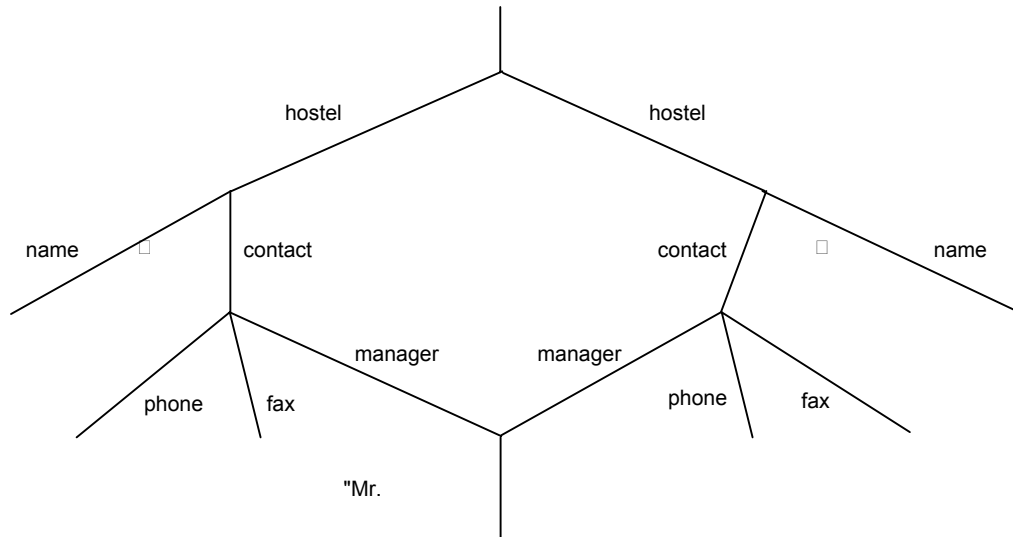 hostel hostel
name contact contact name
manager manager
phone fax phone fax
"Mr.